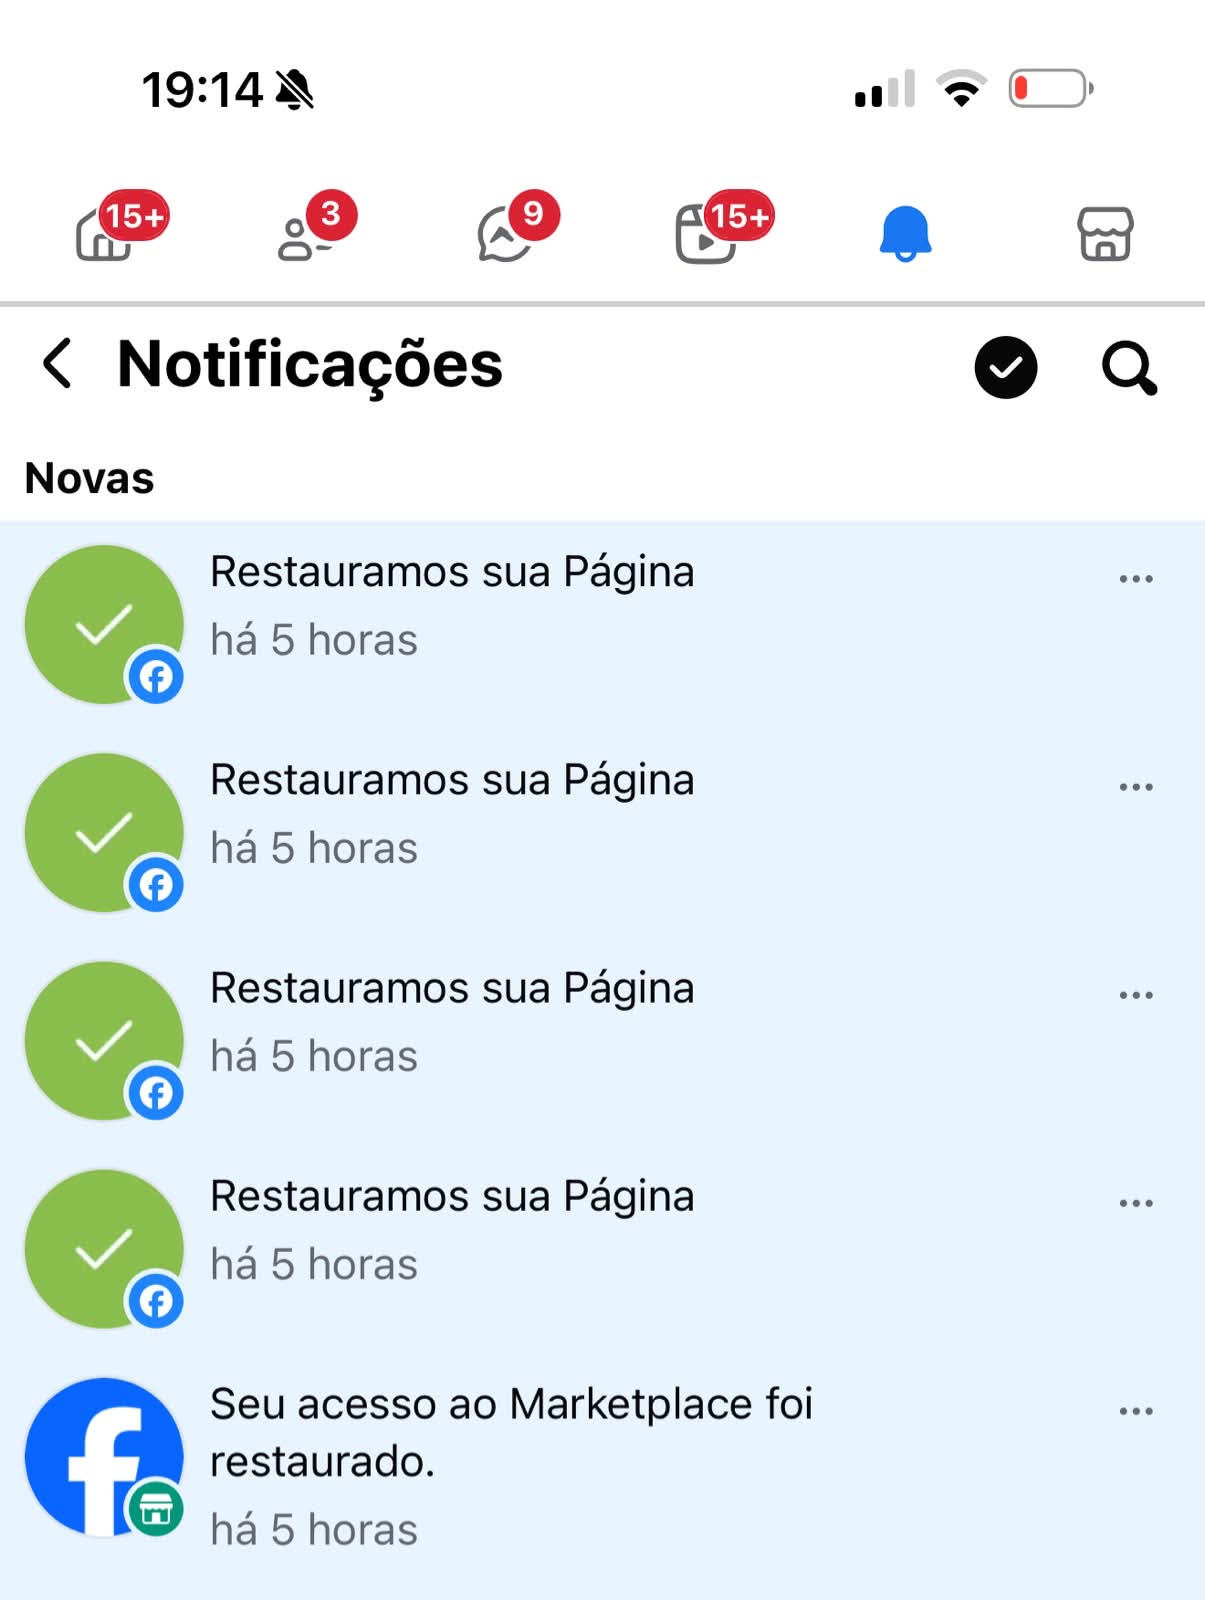 19:14
15+ 3 9 15+
Notificações
Novas
Restauramos sua Página
há 5 horas
Restauramos sua Página
há 5 horas
Restauramos sua Página
há 5 horas
Restauramos sua Página
há 5 horas
Seu acesso ao Marketplace foi
restaurado.
há 5 horas